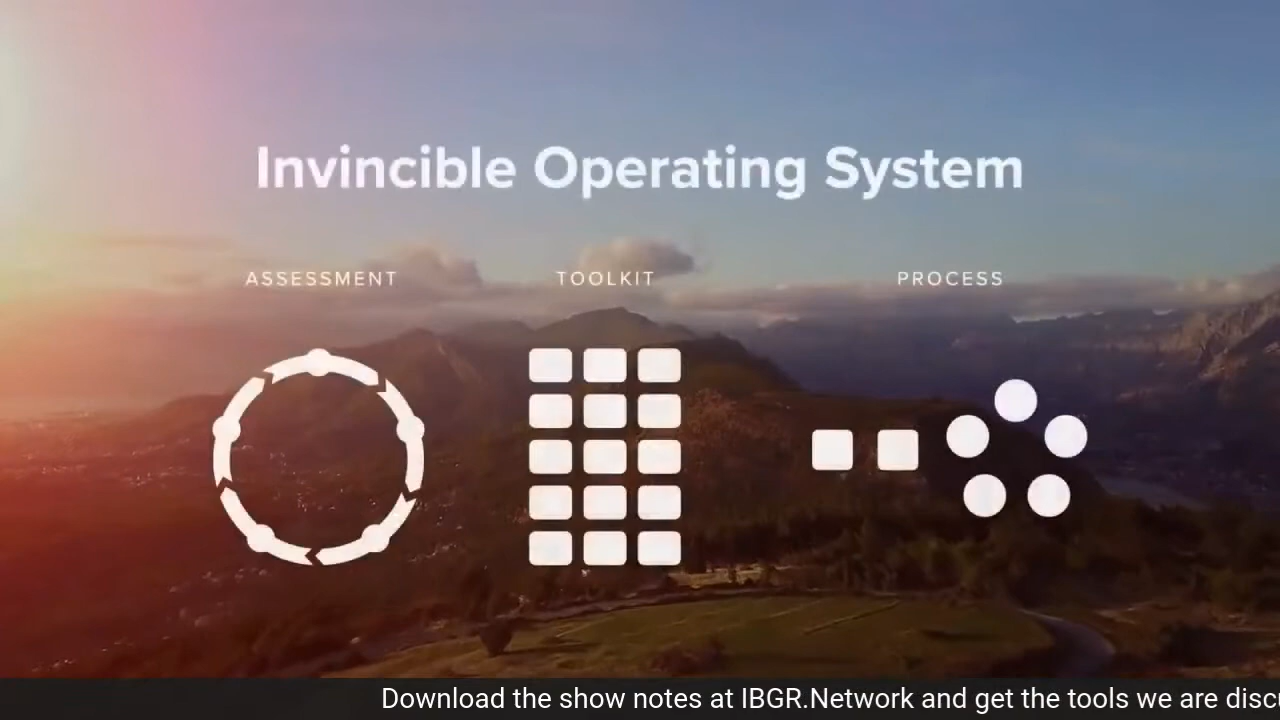 Invincible Operating System
ASSESSMENT TOOLKIT PROCESS
Download the show notes at IBGR.Network and get the tools we are